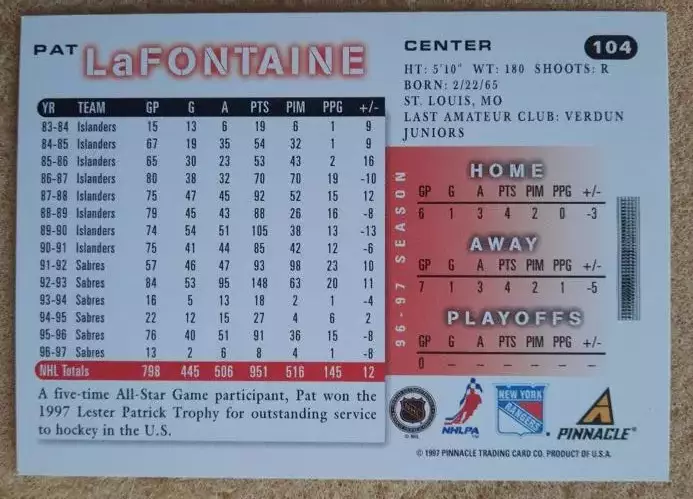 PAT LaFONTAINE
CENTER
104
HT: 5'10" WT: 180 SHOOTS: R
BORN: 2/22/65
ST. LOUIS, MO
LAST AMATEUR CLUB: VERDUN
JUNIORS
YR TEAM GP G A PTS PIM PPG +/-
83-84 Islanders 15 13 6 19 6 1 9
84-85 Islanders 67 19 35 54 32 1 9
85-86 Islanders 65 30 23 53 43 2 16
86-87 Islanders 80 38 32 70 70 19 -10
87-88 Islanders 75 47 45 92 52 15 12
88-89 Islanders 79 45 43 88 26 16 -8
89-90 Islanders 74 54 51 105 38 13 -13
90-91 Islanders 75 41 44 85 42 12 -6
91-92 Sabres 57 46 47 93 98 23 10
92-93 Sabres 84 53 95 148 63 20 11
93-94 Sabres 16 5 13 18 2 1 -4
94-95 Sabres 22 12 15 27 4 6 2
95-96 Sabres 76 40 51 91 36 15 -8
96-97 Sabres 13 2 6 8 4 1 -8
NHL Totals 798 445 506 951 516 145 12
A five-time All-Star Game participant, Pat won the
1997 Lester Patrick Trophy for outstanding service
to hockey in the U.S.
96-97 SEASON
HOME
GP G A PTS PIM PPG +/-
6 1 3 4 2 0 -3
AWAY
GP G A PTS PIM PPG +/-
7 1 3 4 2 1 -5
PLAYOFFS
GP G A PTS PIM PPG +/-
0 – – – – – –
© NHL
NHLPA
NEW YORK
RANGERS
PINNACLE
© 1997 PINNACLE TRADING CARD CO. PRODUCT OF U.S.A.